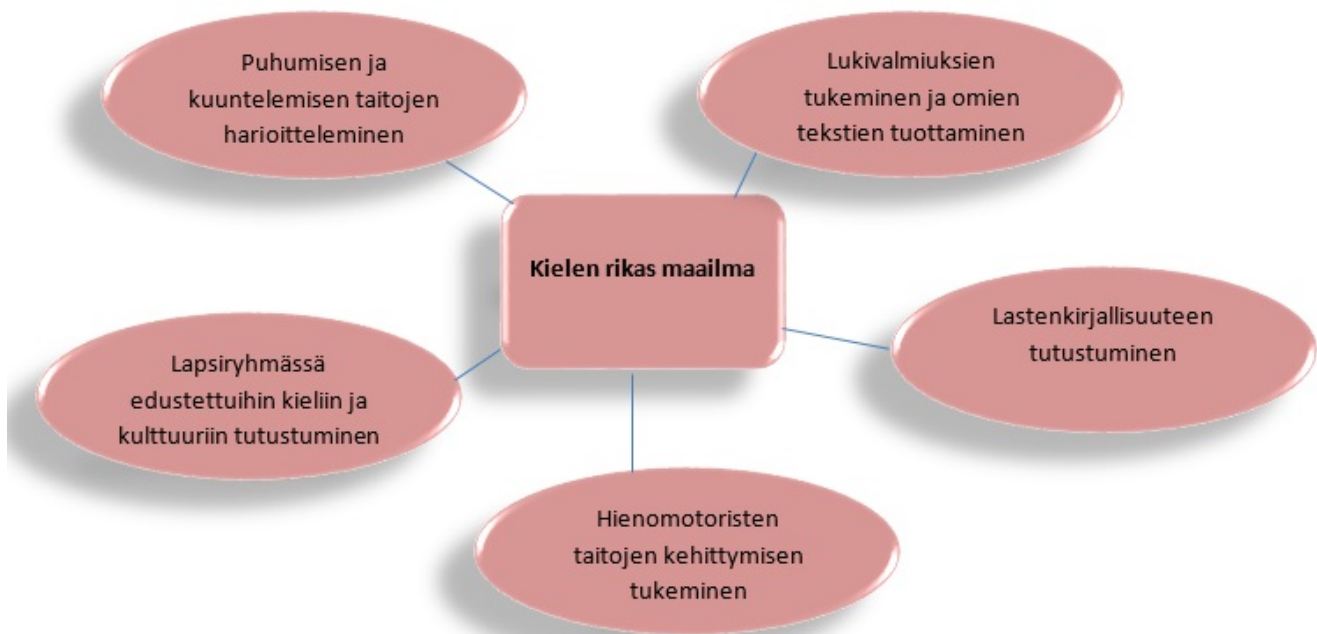 Puhumisen ja
kuuntelemisen taitojen
harioitteleminen
Lukivalmiuksien
tukeminen ja omien
tekstien tuottaminen
Kielen rikas maailma
Lastenkirjallisuuteen
tutustuminen
Lapsiryhmässä
edustettuihin kieliin ja
kulttuuriin tutustuminen
Hienomotoristen
taitojen kehittymisen
tukeminen